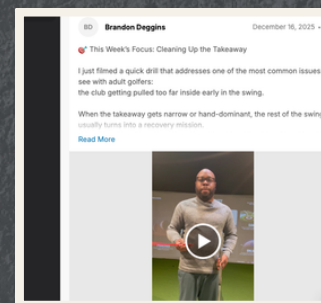 BD Brandon Deggins December 16, 2025
🎯 This Week's Focus: Cleaning Up the Takeaway
I just filmed a quick drill that addresses one of the most common issues
see with adult golfers:
the club getting pulled too far inside early in the swing.
When the takeaway gets narrow or hand-dominant, the rest of the swing
usually turns into a recovery mission.
Read More